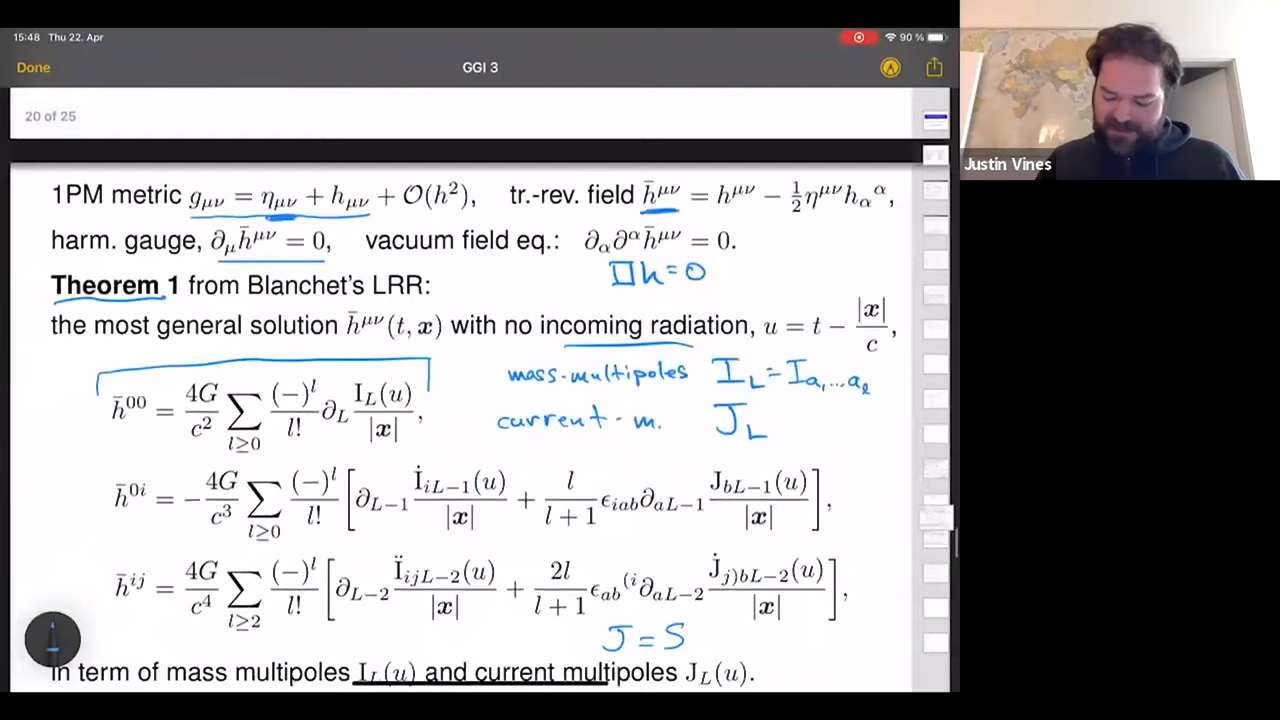 15:48 Thu 22. Apr
90 %
Done
GGI 3
20 of 25
1PM metric g_{μν} = η_{μν} + h_{μν} + O(h²), tr.-rev. field h̄^{μν} = h^{μν} − ½η^{μν}h_α^α,
harm. gauge, ∂_μh̄^{μν} = 0, vacuum field eq.: ∂_α∂^αh̄^{μν} = 0.
□h = 0
Theorem 1 from Blanchet's LRR:
the most general solution h̄^{μν}(t, x) with no incoming radiation, u = t − |x|/c,
mass-multipoles I_L = I_{a_1...a_l}
h̄^{00} = 4G/c² ∑_{l≥0} (−)^l/l! ∂_L I_L(u)/|x|,
current-m. J_L
h̄^{0i} = −4G/c³ ∑_{l≥0} (−)^l/l! [∂_{L−1} İ_{iL−1}(u)/|x| + l/(l+1) ε_{iab}∂_{aL−1} J_{bL−1}(u)/|x|],
h̄^{ij} = 4G/c⁴ ∑_{l≥2} (−)^l/l! [∂_{L−2} Ï_{ijL−2}(u)/|x| + 2l/(l+1) ε_{ab}^{(i}∂_{aL−2} J̇_{j)bL−2}(u)/|x|],
J = S
In term of mass multipoles I_L(u) and current multipoles J_L(u).
Justin Vines